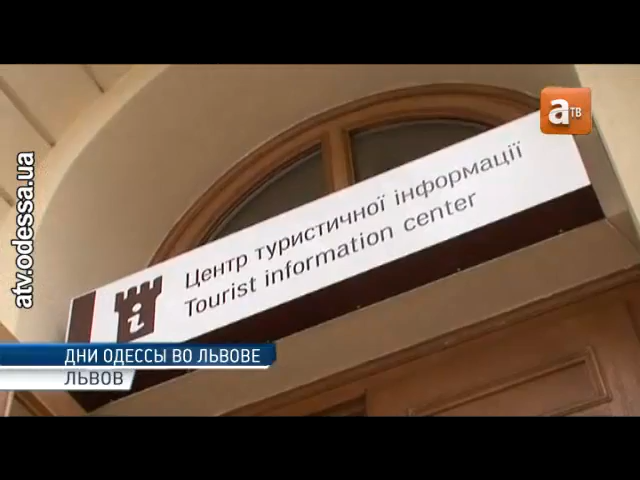 а ТВ
atv.odessa.ua
Центр туристичної інформації
Tourist information center
i
ДНИ ОДЕССЫ ВО ЛЬВОВЕ
ЛЬВОВ